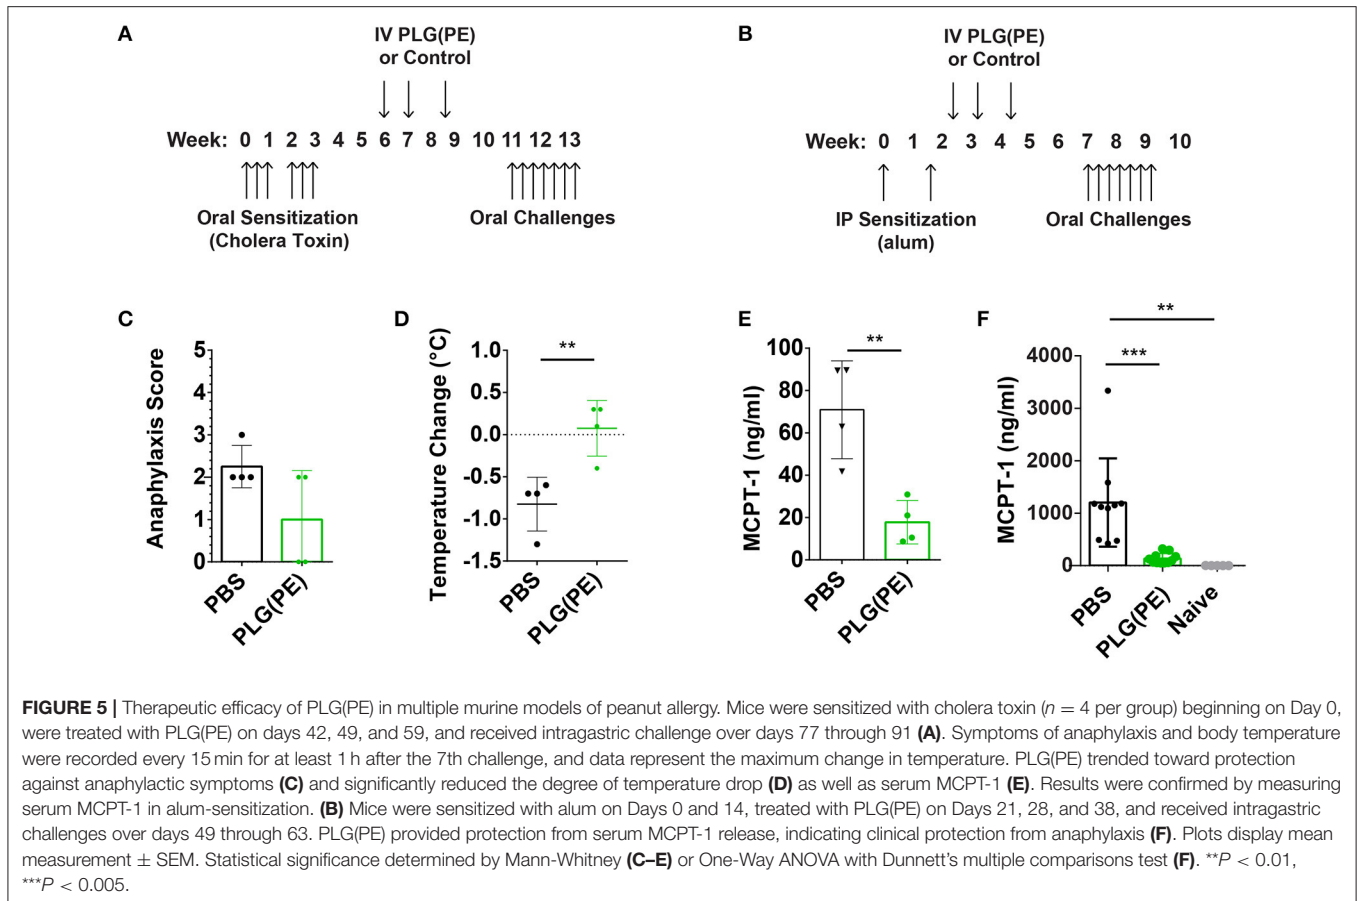 A
IV PLG(PE)
or Control
Week: 0 1 2 3 4 5 6 7 8 9 10 11 12 13
Oral Sensitization
(Cholera Toxin)
Oral Challenges
B
IV PLG(PE)
or Control
Week: 0 1 2 3 4 5 6 7 8 9 10
IP Sensitization
(alum)
Oral Challenges
C
Anaphylaxis Score
5
4
3
2
1
0
PBS
PLG(PE)
D
Temperature Change (°C)
1.0
0.5
0.0
-0.5
-1.0
-1.5
**
PBS
PLG(PE)
E
MCPT-1 (ng/ml)
100
80
60
40
20
0
**
PBS
PLG(PE)
F
MCPT-1 (ng/ml)
4000
3000
2000
1000
0
**
***
PBS
PLG(PE)
Naive
FIGURE 5 | Therapeutic efficacy of PLG(PE) in multiple murine models of peanut allergy. Mice were sensitized with cholera toxin (n = 4 per group) beginning on Day 0,
were treated with PLG(PE) on days 42, 49, and 59, and received intragastric challenge over days 77 through 91 (A). Symptoms of anaphylaxis and body temperature
were recorded every 15 min for at least 1 h after the 7th challenge, and data represent the maximum change in temperature. PLG(PE) trended toward protection
against anaphylactic symptoms (C) and significantly reduced the degree of temperature drop (D) as well as serum MCPT-1 (E). Results were confirmed by measuring
serum MCPT-1 in alum-sensitization. (B) Mice were sensitized with alum on Days 0 and 14, treated with PLG(PE) on Days 21, 28, and 38, and received intragastric
challenges over days 49 through 63. PLG(PE) provided protection from serum MCPT-1 release, indicating clinical protection from anaphylaxis (F). Plots display mean
measurement ± SEM. Statistical significance determined by Mann-Whitney (C–E) or One-Way ANOVA with Dunnett's multiple comparisons test (F). **P < 0.01,
***P < 0.005.